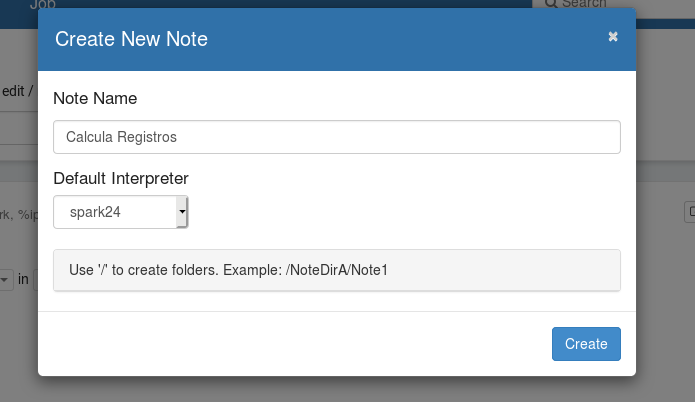 Job
Search
Create New Note
×
edit /
Note Name
Calcula Registros
Default Interpreter
spark24
rk, %ip
Use '/' to create folders. Example: /NoteDirA/Note1
in
Create